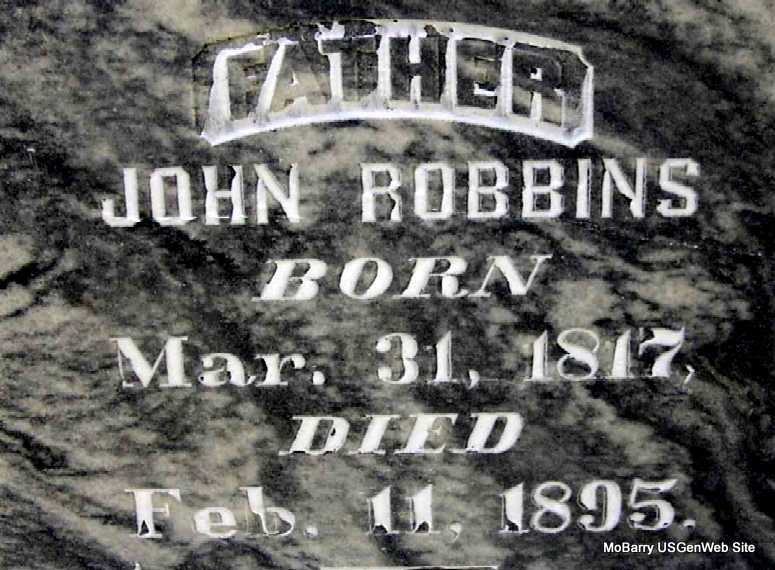 FATHER
JOHN ROBBINS
BORN
Mar. 31, 1817,
DIED
Feb. 11, 1895.
MoBarry USGenWeb Site